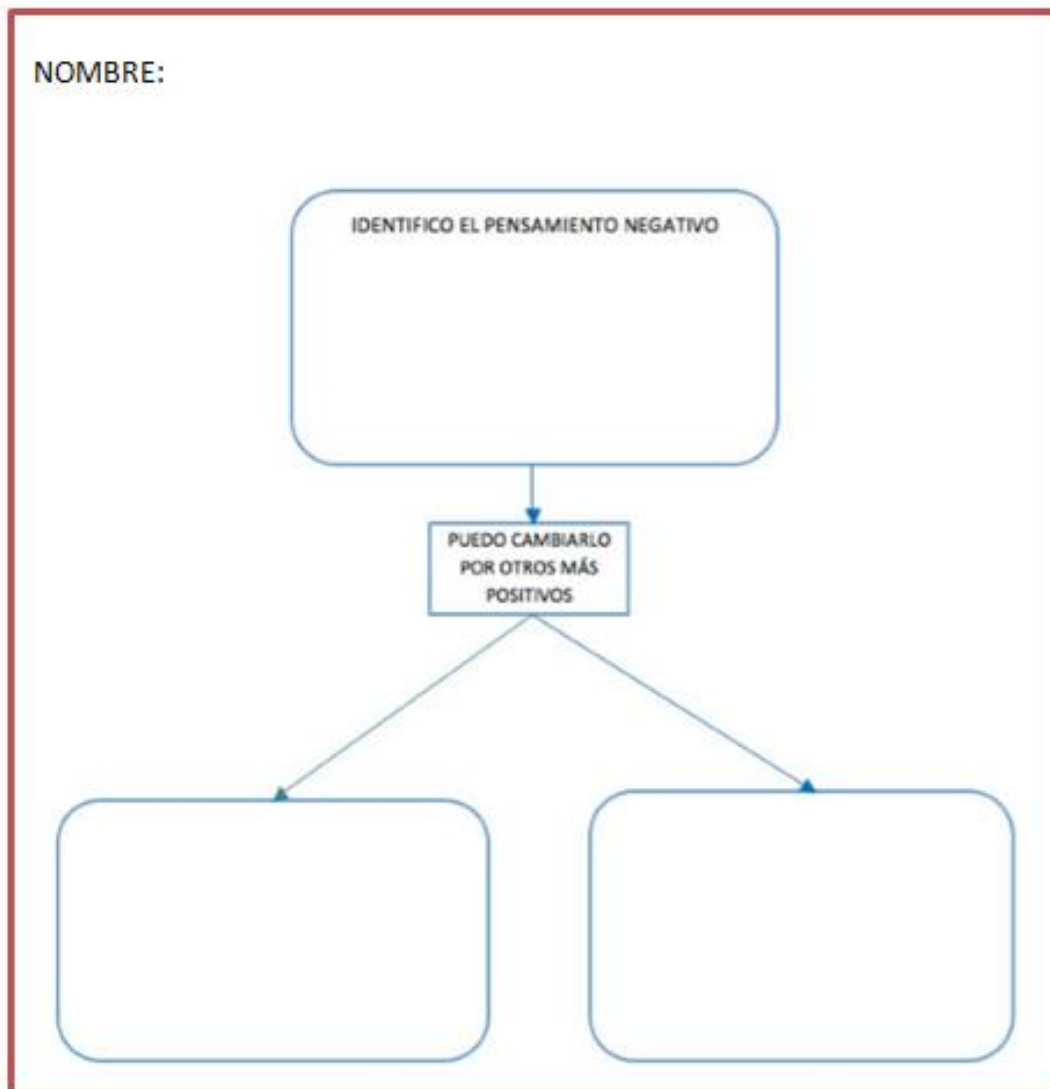 NOMBRE:
IDENTIFICO EL PENSAMIENTO NEGATIVO
PUEDO CAMBIARLO
POR OTROS MÁS
POSITIVOS